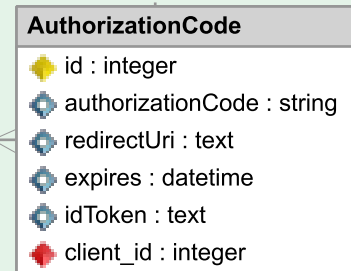 AuthorizationCode
id : integer
authorizationCode : string
redirectUri : text
expires : datetime
idToken : text
client_id : integer